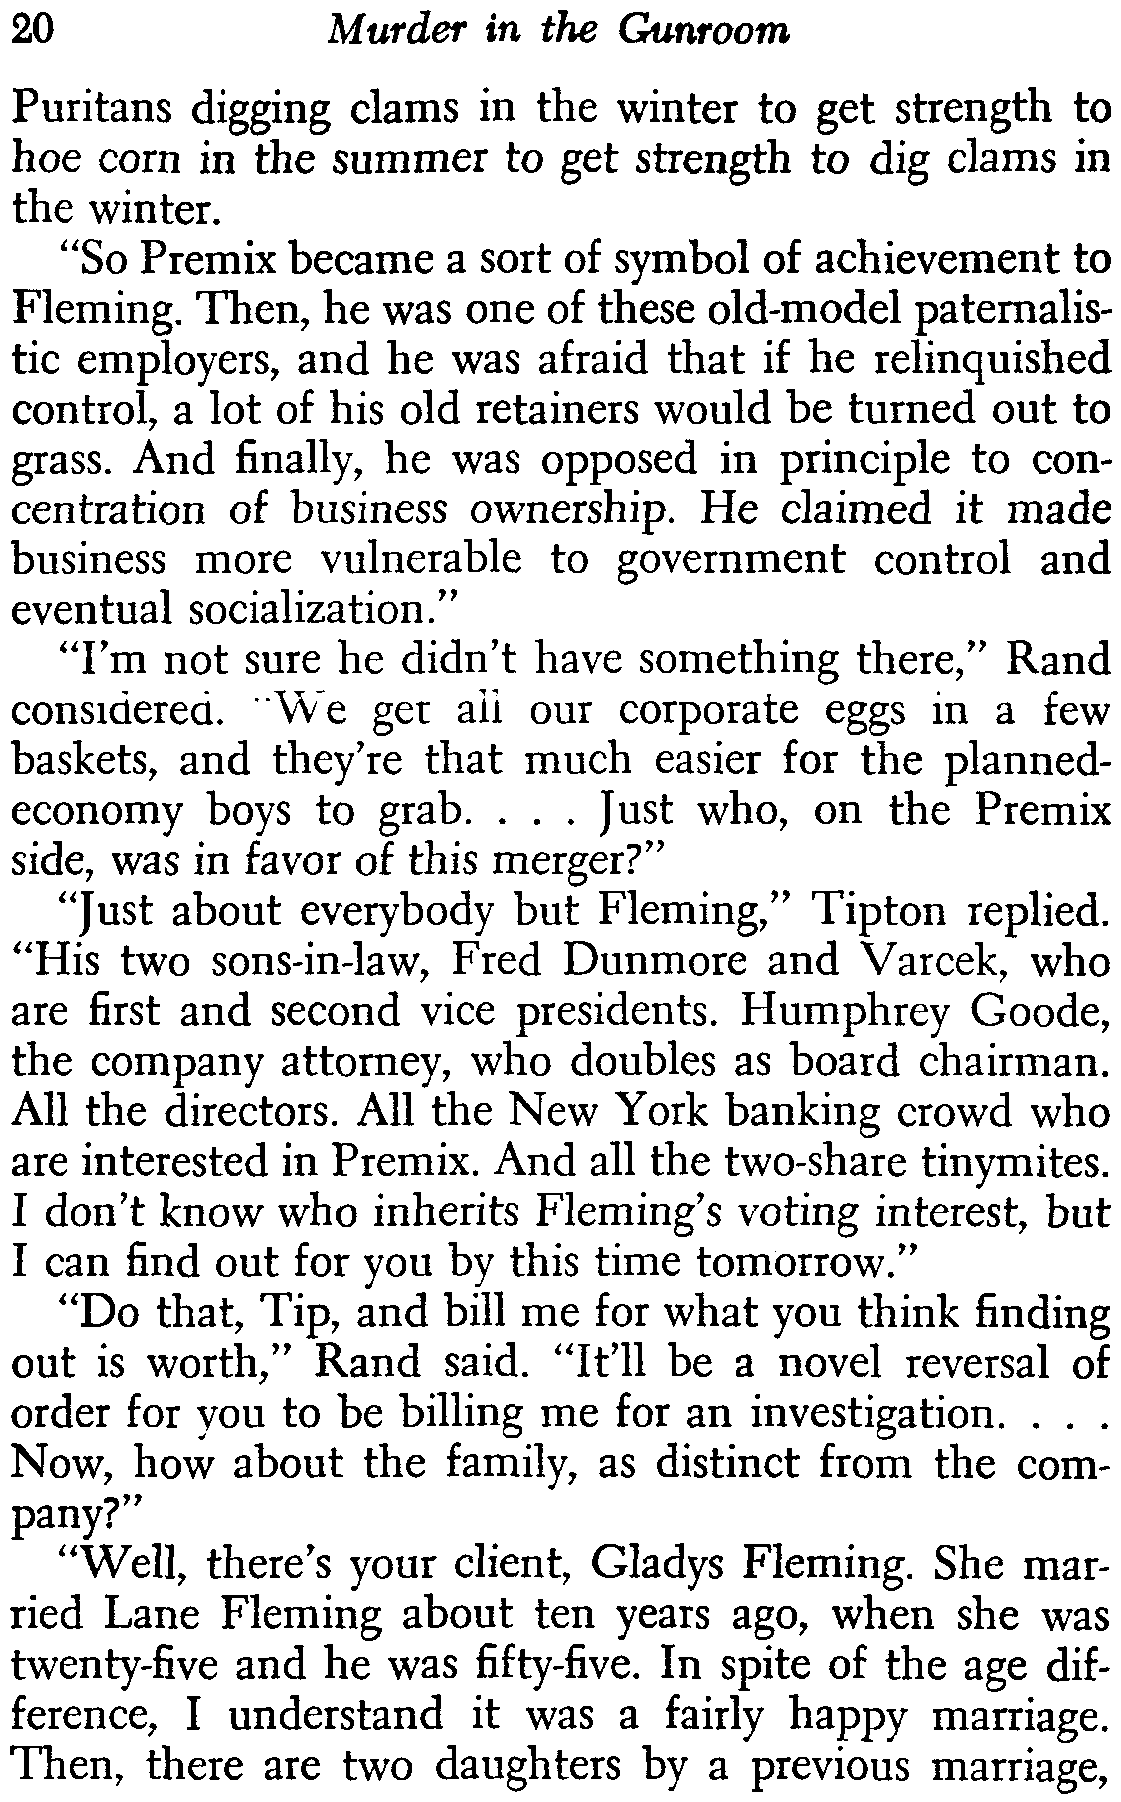 20 Murder in the Gunroom
Puritans digging clams in the winter to get strength to
hoe corn in the summer to get strength to dig clams in
the winter.
“So Premix became a sort of symbol of achievement to
Fleming. Then, he was one of these old-model paternalis-
tic employers, and he was afraid that if he relinquished
control, a lot of his old retainers would be turned out to
grass. And finally, he was opposed in principle to con-
centration of business ownership. He claimed it made
business more vulnerable to government control and
eventual socialization.”
“I’m not sure he didn’t have something there,” Rand
considered. “We get all our corporate eggs in a few
baskets, and they’re that much easier for the planned-
economy boys to grab. . . . Just who, on the Premix
side, was in favor of this merger?”
“Just about everybody but Fleming,” Tipton replied.
“His two sons-in-law, Fred Dunmore and Varcek, who
are first and second vice presidents. Humphrey Goode,
the company attorney, who doubles as board chairman.
All the directors. All the New York banking crowd who
are interested in Premix. And all the two-share tinymites.
I don’t know who inherits Fleming’s voting interest, but
I can find out for you by this time tomorrow.”
“Do that, Tip, and bill me for what you think finding
out is worth,” Rand said. “It’ll be a novel reversal of
order for you to be billing me for an investigation. . . .
Now, how about the family, as distinct from the com-
pany?”
“Well, there’s your client, Gladys Fleming. She mar-
ried Lane Fleming about ten years ago, when she was
twenty-five and he was fifty-five. In spite of the age dif-
ference, I understand it was a fairly happy marriage.
Then, there are two daughters by a previous marriage,